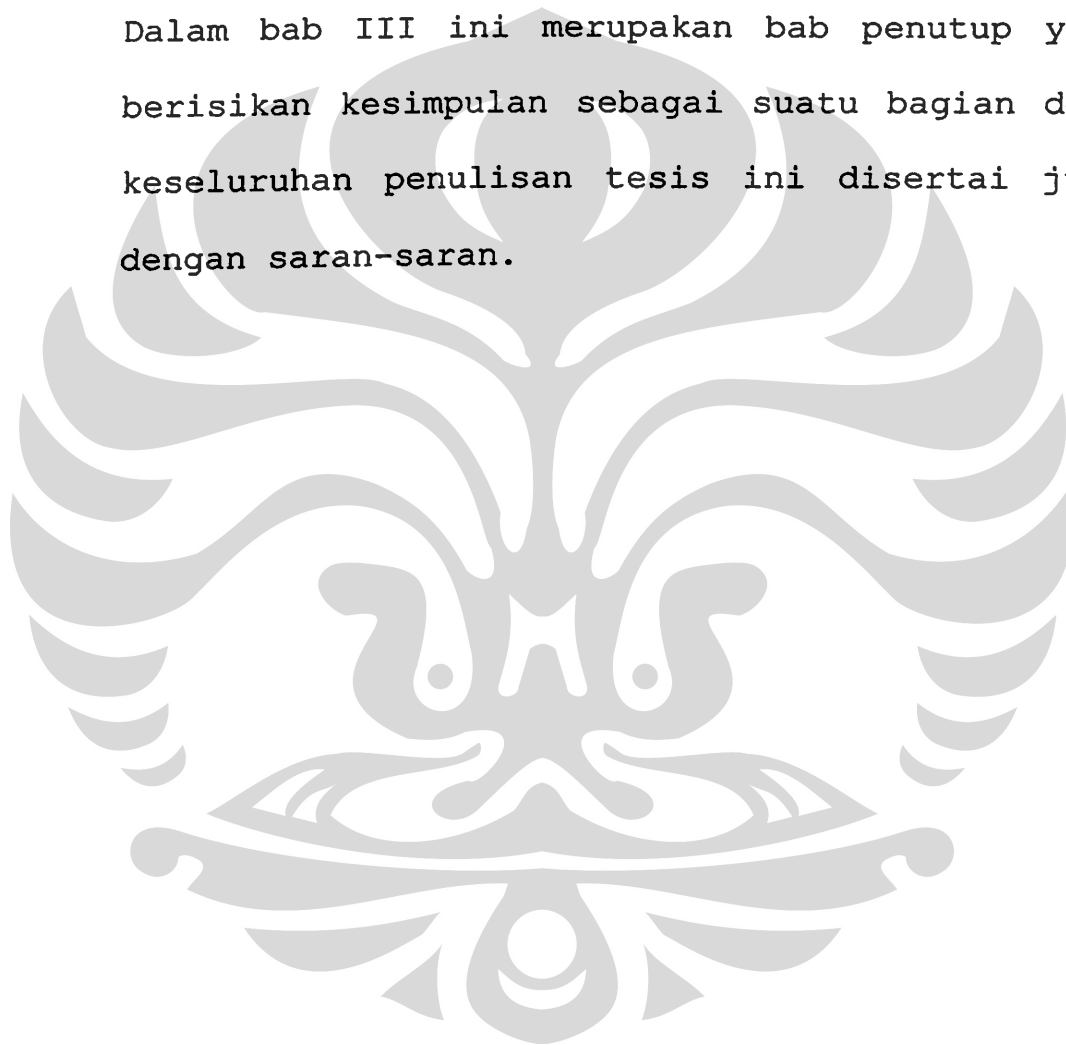 Dalam bab III ini merupakan bab penutup y
berisikan kesimpulan sebagai suatu bagian d
keseluruhan penulisan tesis ini disertai j
dengan saran-saran.